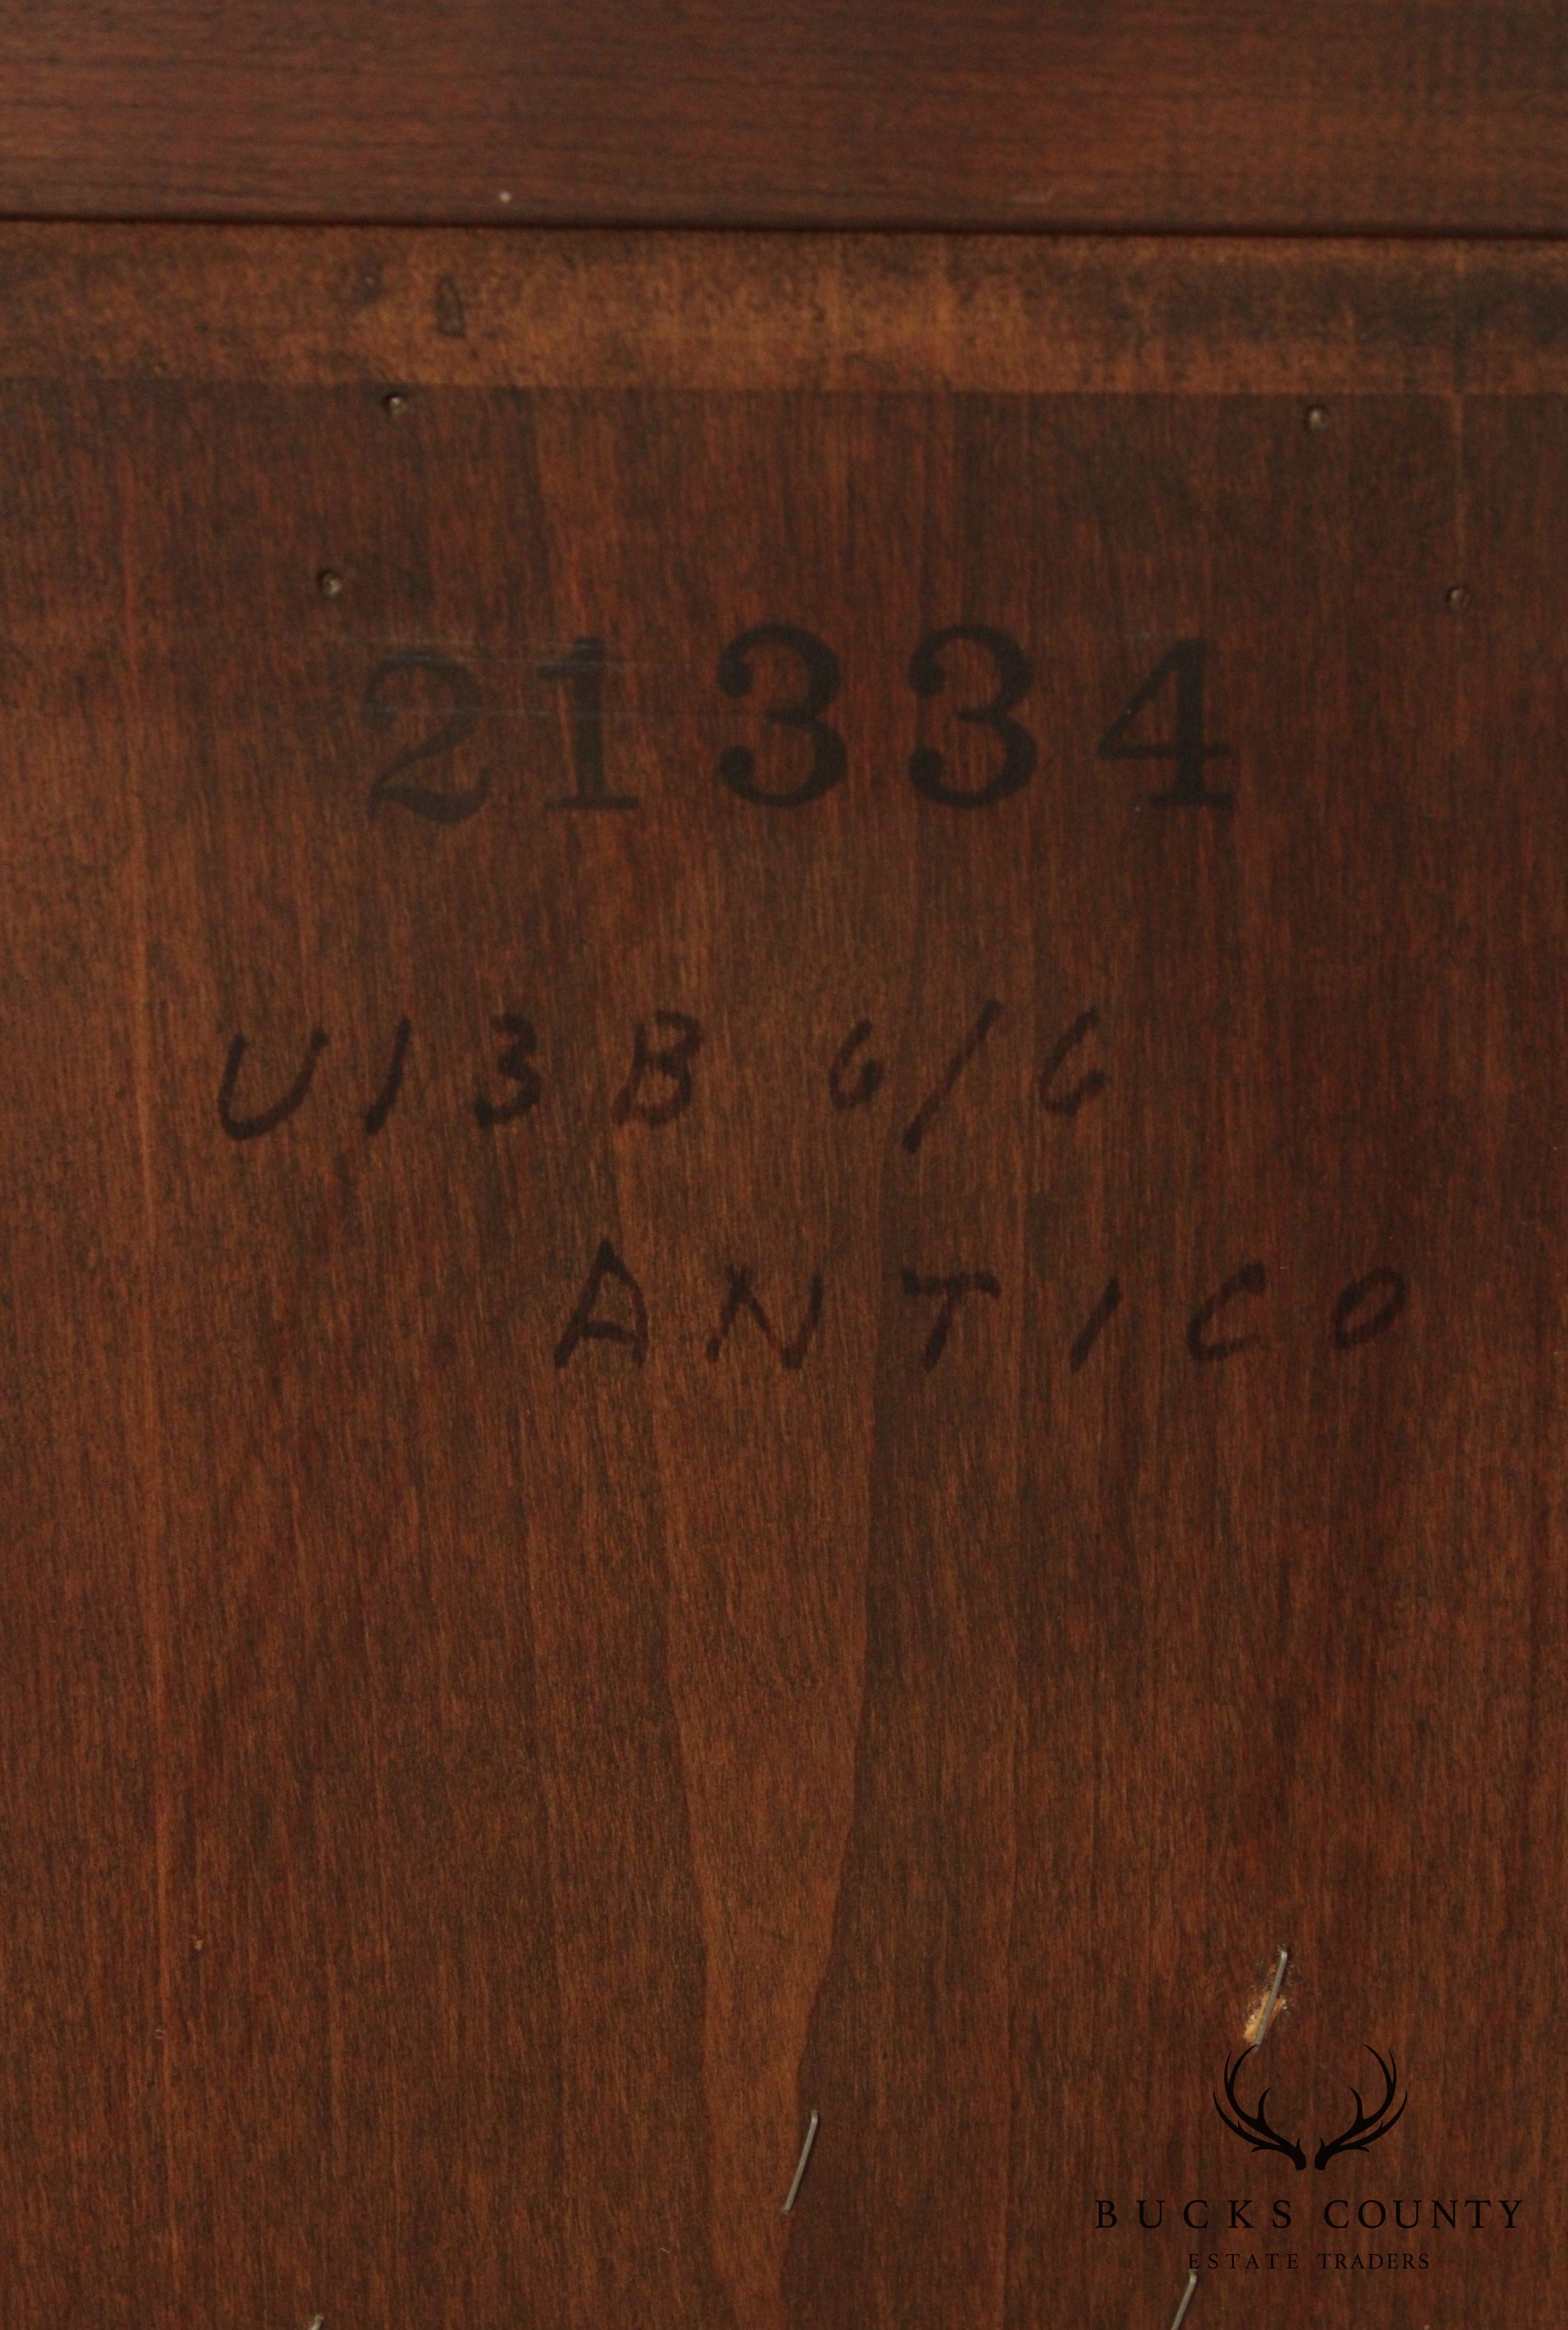 21334
U13B 6/6
ANTICO
BUCKS COUNTY
ESTATE TRADERS